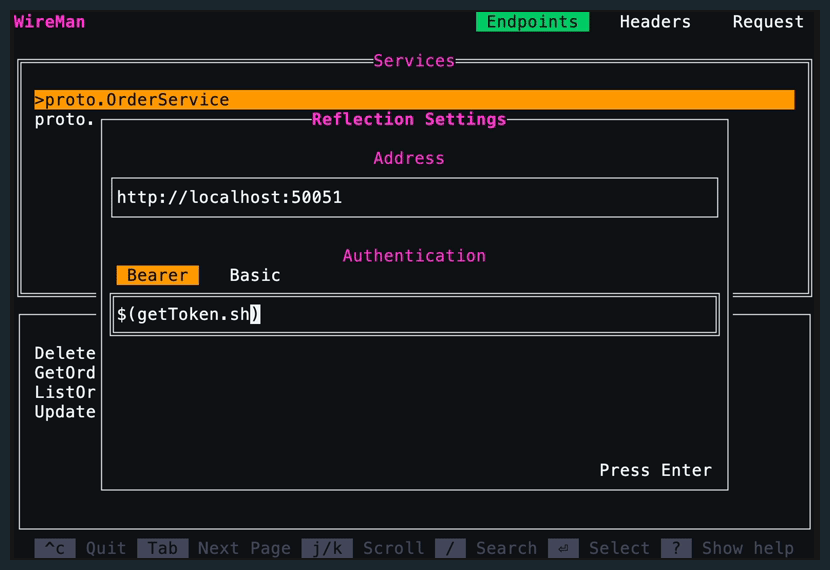 WireMan Endpoints Headers Request
Services
>proto.OrderService
proto.
Reflection Settings
Address
http://localhost:50051
Authentication
Bearer Basic
$(getToken.sh)
Delete
GetOrd
ListOr
Update
Press Enter
^c Quit Tab Next Page j/k Scroll / Search ⏎ Select ? Show help